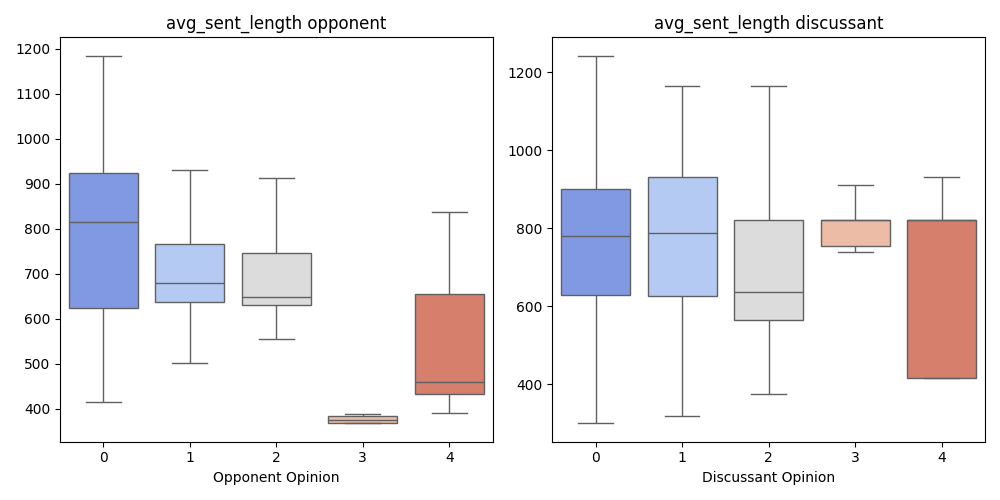 avg_sent_length opponent
1200
1100
1000
900
800
700
600
500
400
0 1 2 3 4
Opponent Opinion
avg_sent_length discussant
1200
1000
800
600
400
0 1 2 3 4
Discussant Opinion